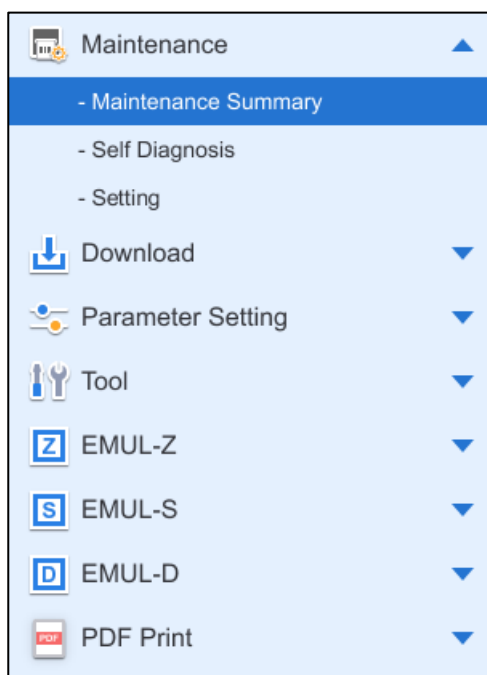 Maintenance
- Maintenance Summary
- Self Diagnosis
- Setting
Download
Parameter Setting
Tool
Z EMUL-Z
S EMUL-S
D EMUL-D
PDF PDF Print